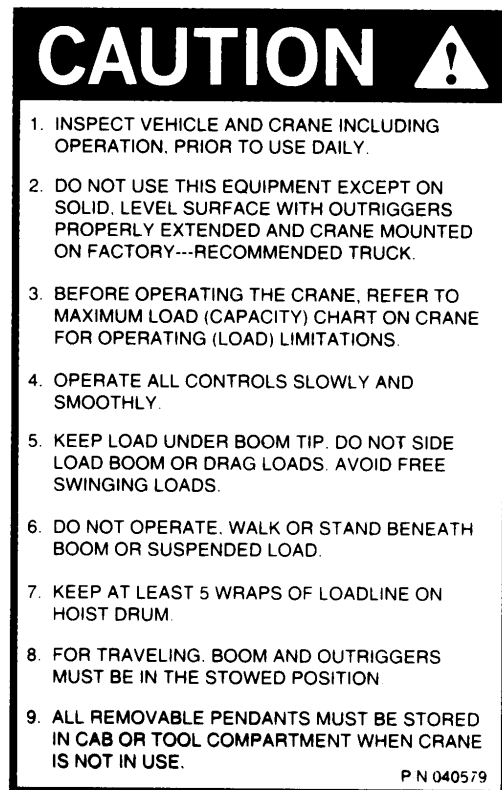 CAUTION
1. INSPECT VEHICLE AND CRANE INCLUDING
OPERATION, PRIOR TO USE DAILY.
2. DO NOT USE THIS EQUIPMENT EXCEPT ON
SOLID, LEVEL SURFACE WITH OUTRIGGERS
PROPERLY EXTENDED AND CRANE MOUNTED
ON FACTORY---RECOMMENDED TRUCK.
3. BEFORE OPERATING THE CRANE, REFER TO
MAXIMUM LOAD (CAPACITY) CHART ON CRANE
FOR OPERATING (LOAD) LIMITATIONS.
4. OPERATE ALL CONTROLS SLOWLY AND
SMOOTHLY.
5. KEEP LOAD UNDER BOOM TIP. DO NOT SIDE
LOAD BOOM OR DRAG LOADS. AVOID FREE
SWINGING LOADS.
6. DO NOT OPERATE, WALK OR STAND BENEATH
BOOM OR SUSPENDED LOAD.
7. KEEP AT LEAST 5 WRAPS OF LOADLINE ON
HOIST DRUM.
8. FOR TRAVELING, BOOM AND OUTRIGGERS
MUST BE IN THE STOWED POSITION
9. ALL REMOVABLE PENDANTS MUST BE STORED
IN CAB OR TOOL COMPARTMENT WHEN CRANE
IS NOT IN USE.
P N 040579